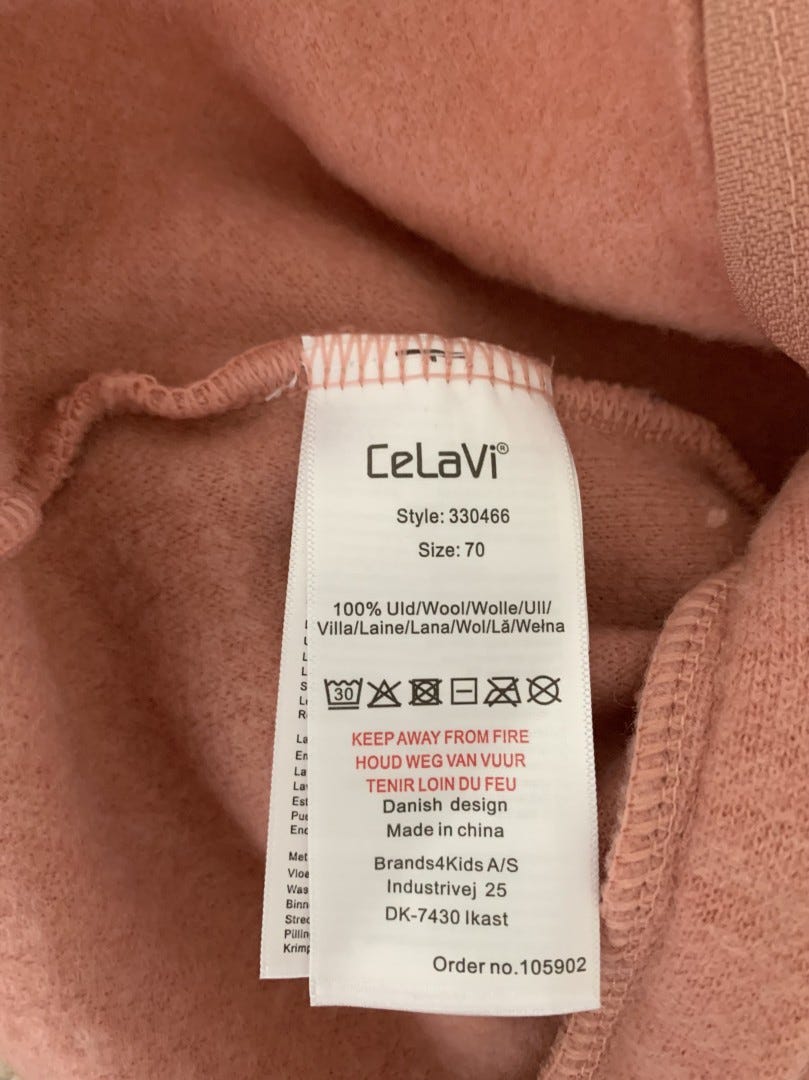 CeLaVi®
Style: 330466
Size: 70
100% Uld/Wool/Wolle/Ull/
Villa/Laine/Lana/Wol/Lã/Wełna
30
KEEP AWAY FROM FIRE
HOUD WEG VAN VUUR
TENIR LOIN DU FEU
Danish design
Made in china
Brands4Kids A/S
Industrivej 25
DK-7430 Ikast
Order no.105902